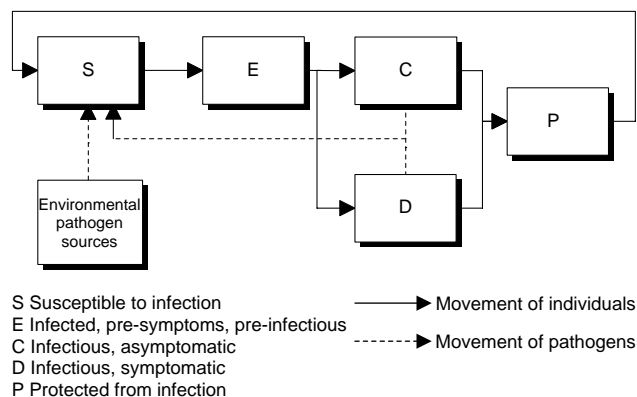 S
E
C
P
D
Environmental
pathogen
sources
S Susceptible to infection
E Infected, pre-symptoms, pre-infectious
C Infectious, asymptomatic
D Infectious, symptomatic
P Protected from infection
Movement of individuals
Movement of pathogens